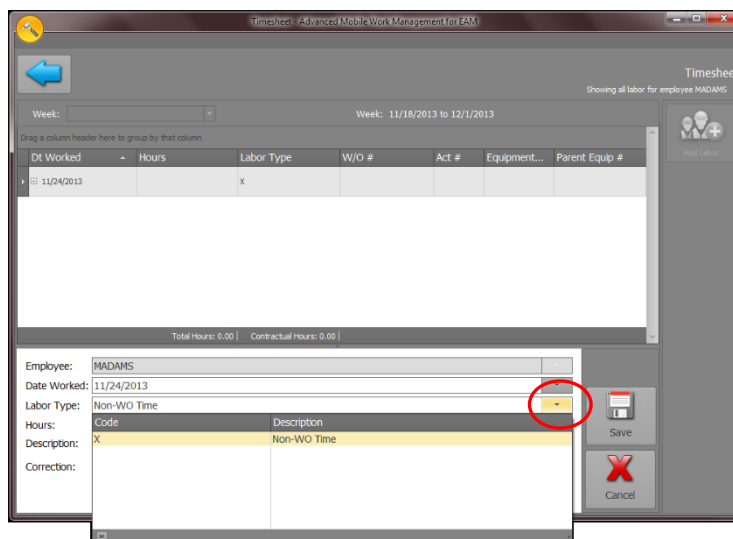 Timesheet - Advanced Mobile Work Management for EAM
Timeshee
Showing all labor for employee MADAMS
Week:
Week: 11/18/2013 to 12/1/2013
Drag a column header here to group by that column
Dt Worked Hours Labor Type W/O # Act # Equipment... Parent Equip #
11/24/2013 X
Add Labor
Total Hours: 0.00 | Contractual Hours: 0.00 |
Employee: MADAMS
Date Worked: 11/24/2013
Labor Type: Non-WO Time
Hours:
Code Description
X Non-WO Time
Description:
Correction:
Save
Cancel